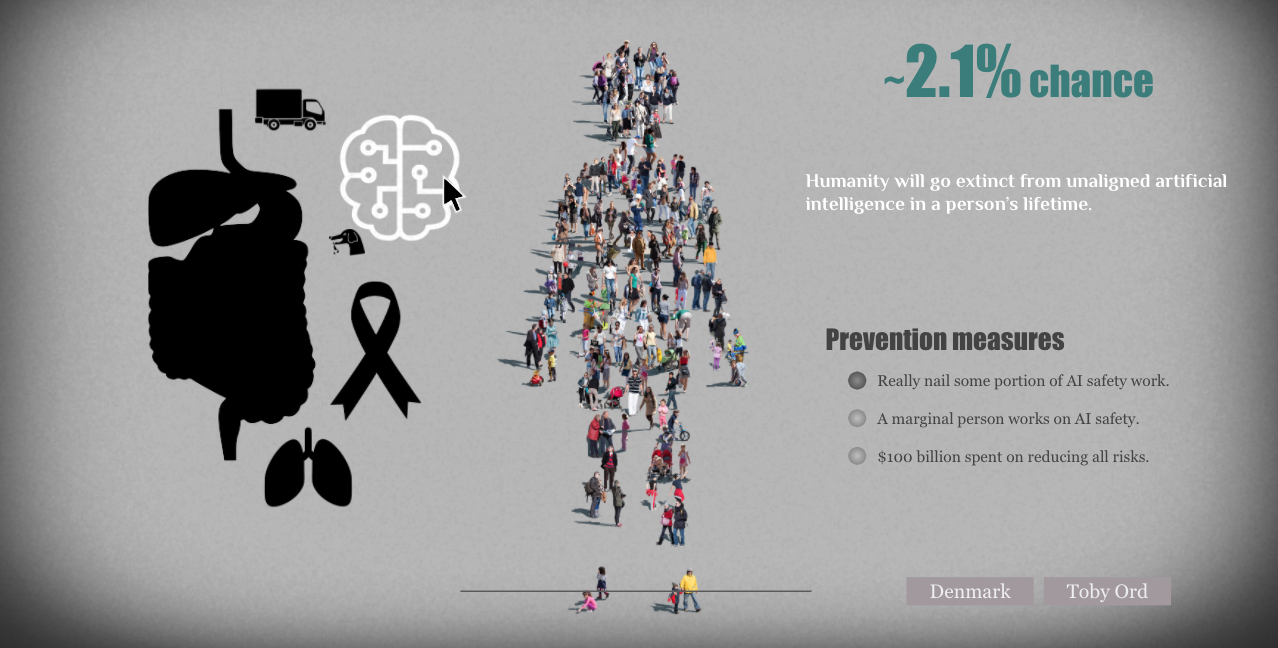 ~2.1% chance
Humanity will go extinct from unaligned artificial
intelligence in a person's lifetime.
Prevention measures
Really nail some portion of AI safety work.
A marginal person works on AI safety.
$100 billion spent on reducing all risks.
Denmark
Toby Ord